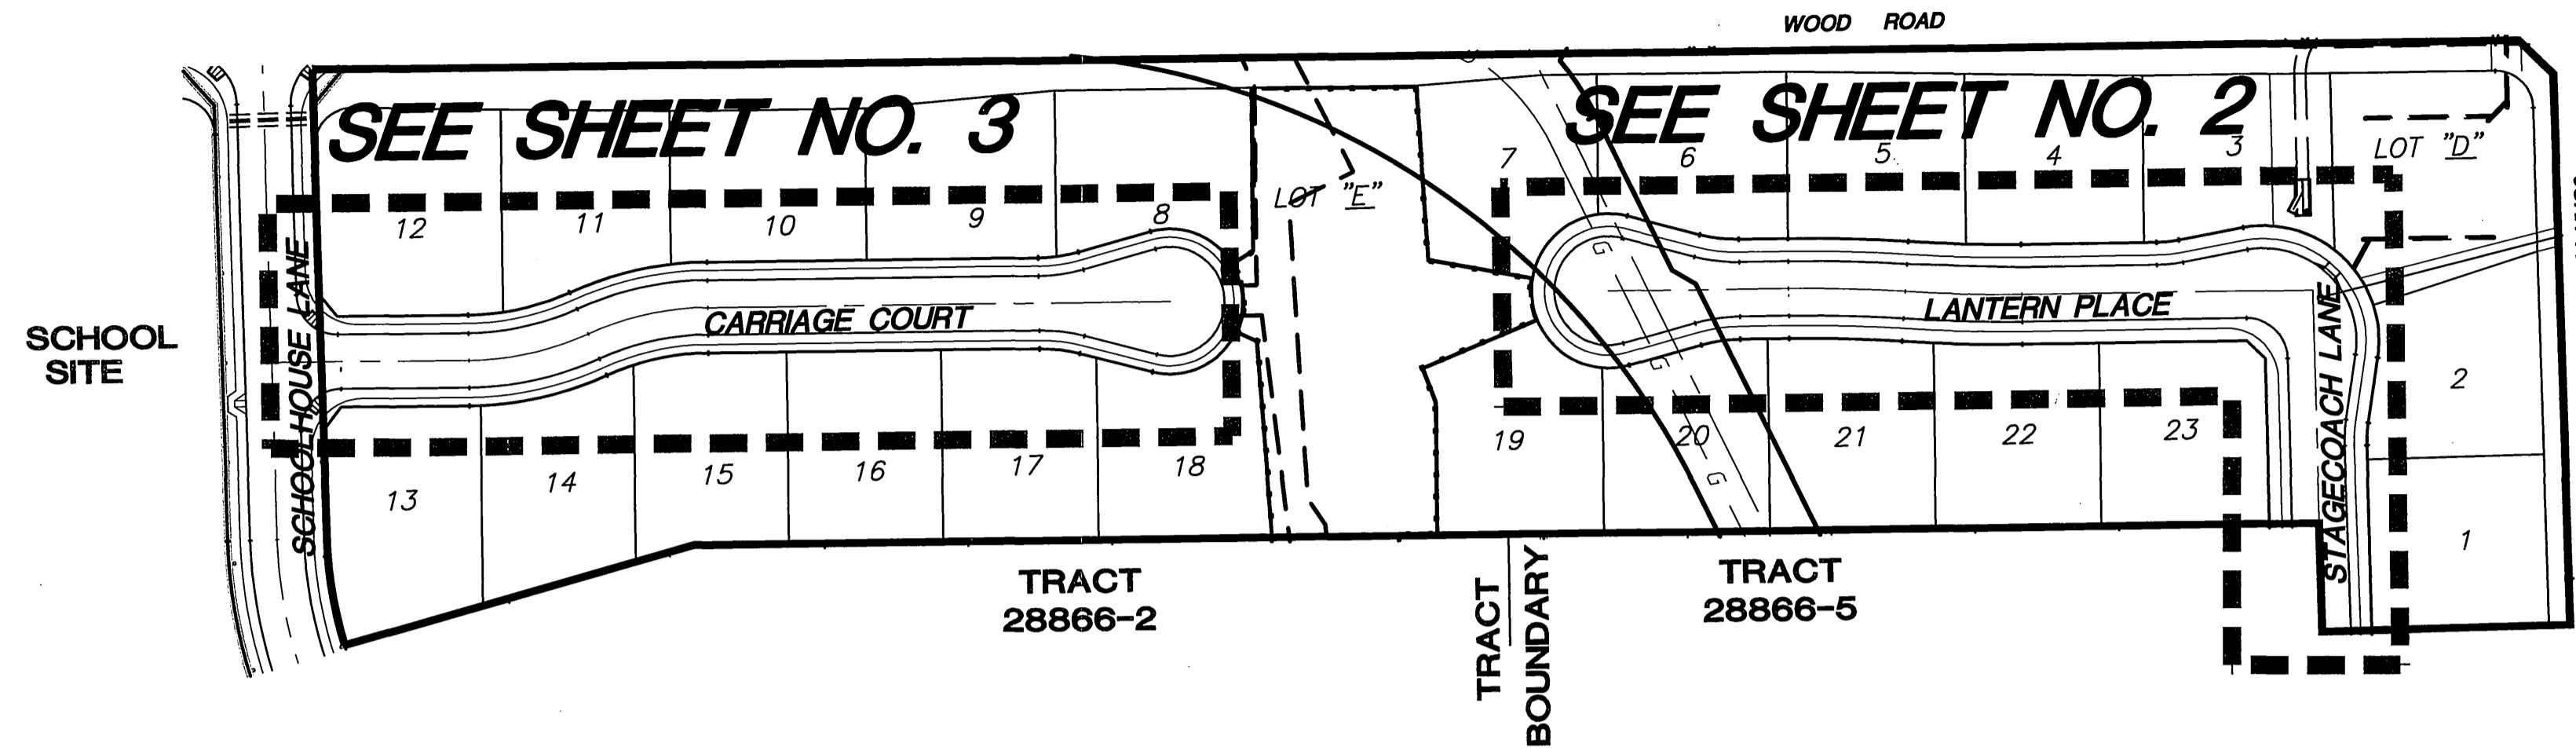 WOOD ROAD
SEE SHEET NO. 3
SEE SHEET NO. 2
7
6
5
4
3
LOT "D"
LOT "E"
12
11
10
9
8
G
SCHOOLHOUSE LANE
CARRIAGE COURT
LANTERN PLACE
STAGECOACH LANE
SCHOOL
SITE
G
2
13
14
15
16
17
18
19
20
21
22
23
G
1
TRACT
28866-2
TRACT
BOUNDARY
TRACT
28866-5